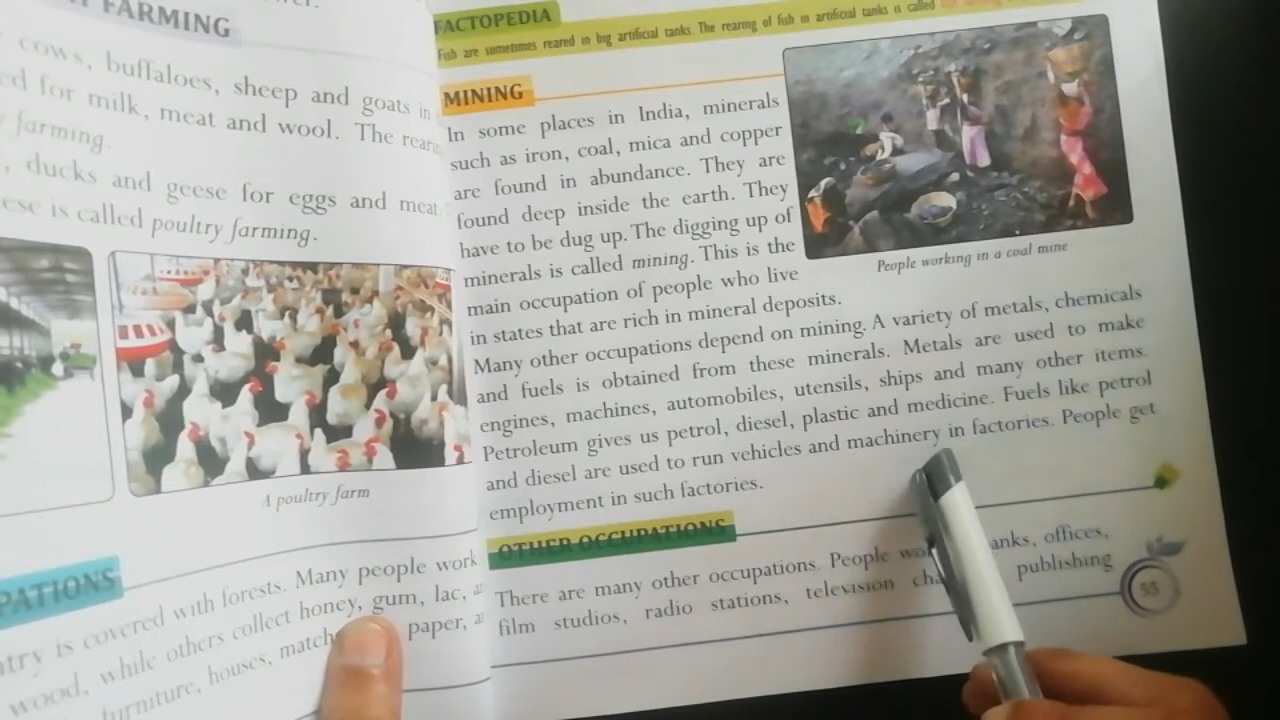 FARMING
cows, buffaloes, sheep and goats in
for milk, meat and wool. The
farming.
ducks and geese for eggs and meat
is called poultry farming.
A poultry farm
is covered with forests. Many people work
wood, while others collect honey, gum, lac,
furniture, houses, paper,
FACTOPEDIA
Fish are sometimes reared in big artificial tanks. The rearing of fish in artificial tanks is called
MINING
In some places in India, minerals
such as iron, coal, mica and copper
are found in abundance. They are
found deep inside the earth. They
have to be dug up. The digging up of
minerals is called mining. This is the
main occupation of people who live
in states that are rich in mineral deposits.
People working in a coal mine
Many other occupations depend on mining. A variety of metals, chemicals
and fuels is obtained from these minerals. Metals are used to make
engines, machines, automobiles, utensils, ships and many other items.
Petroleum gives us petrol, diesel, plastic and medicine. Fuels like petrol
and diesel are used to run vehicles and machinery in factories. People get
employment in such factories.
OTHER OCCUPATIONS
There are many other occupations. People offices,
film studios, radio stations, television publishing
55